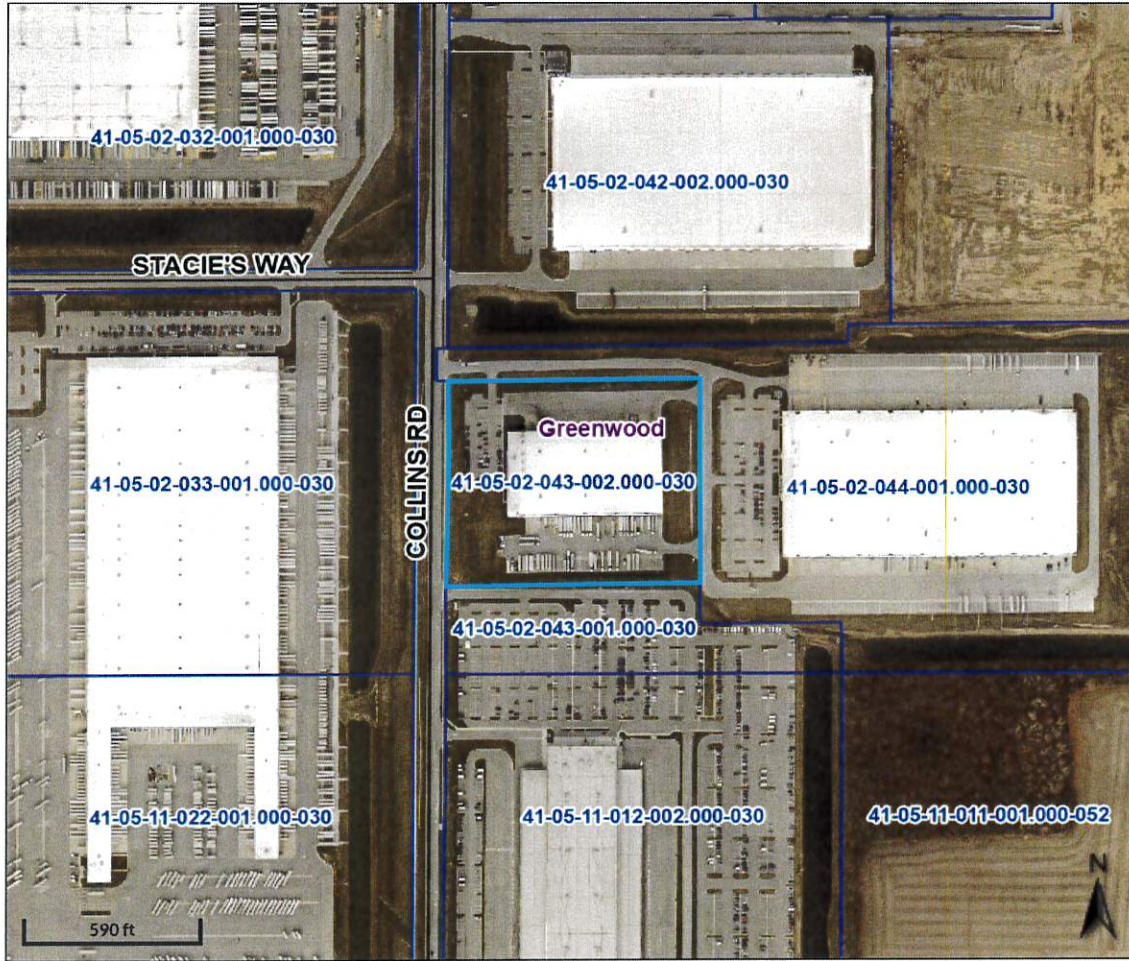 41-05-02-032-001.000-030
41-05-02-042-002.000-030
STACIE'S WAY
Greenwood
41-05-02-033-001.000-030
COLLINS RD
41-05-02-043-002.000-030
41-05-02-044-001.000-030
41-05-02-043-001.000-030
41-05-11-022-001.000-030
41-05-11-012-002.000-030
41-05-11-011-001.000-052
N
590 ft